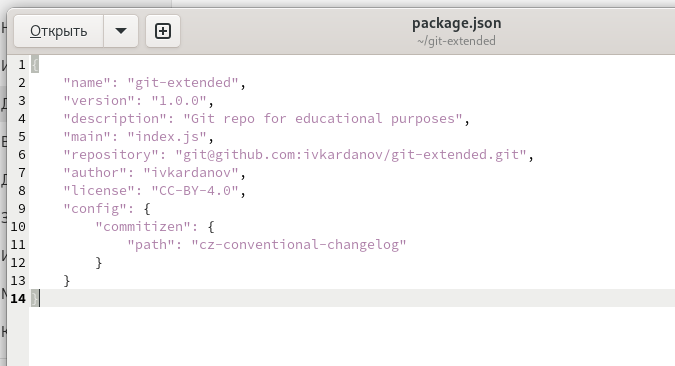 Открыть
package.json
~/git-extended
1 {
2 "name": "git-extended",
3 "version": "1.0.0",
4 "description": "Git repo for educational purposes",
5 "main": "index.js",
6 "repository": "git@github.com:ivkardanov/git-extended.git",
7 "author": "ivkardanov",
8 "license": "CC-BY-4.0",
9 "config": {
10 "commitizen": {
11 "path": "cz-conventional-changelog"
12 }
13 }
14 }